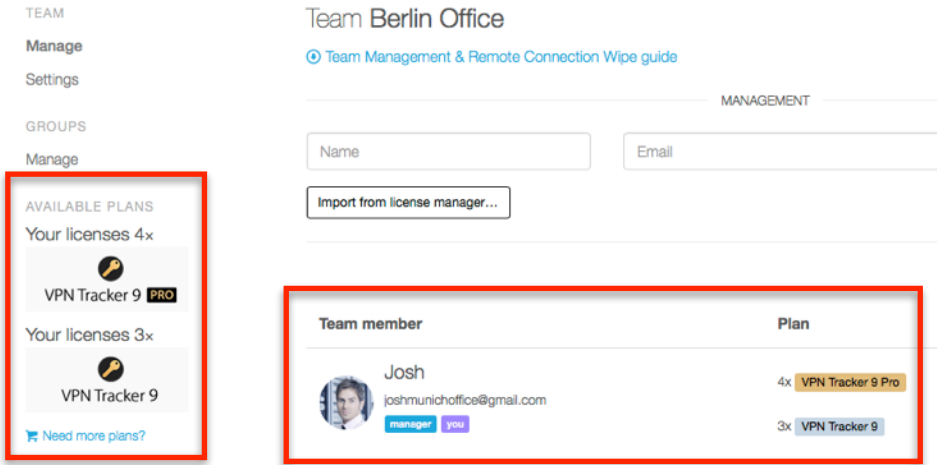 TEAM
Manage
Settings
GROUPS
Manage
AVAILABLE PLANS
Your licenses 4×
VPN Tracker 9 PRO
Your licenses 3×
VPN Tracker 9
Need more plans?
Team Berlin Office
Team Management & Remote Connection Wipe guide
MANAGEMENT
Name Email
Import from license manager...
Team member Plan
Josh
joshmunichoffice@gmail.com
manager you
4x VPN Tracker 9 Pro
3x VPN Tracker 9